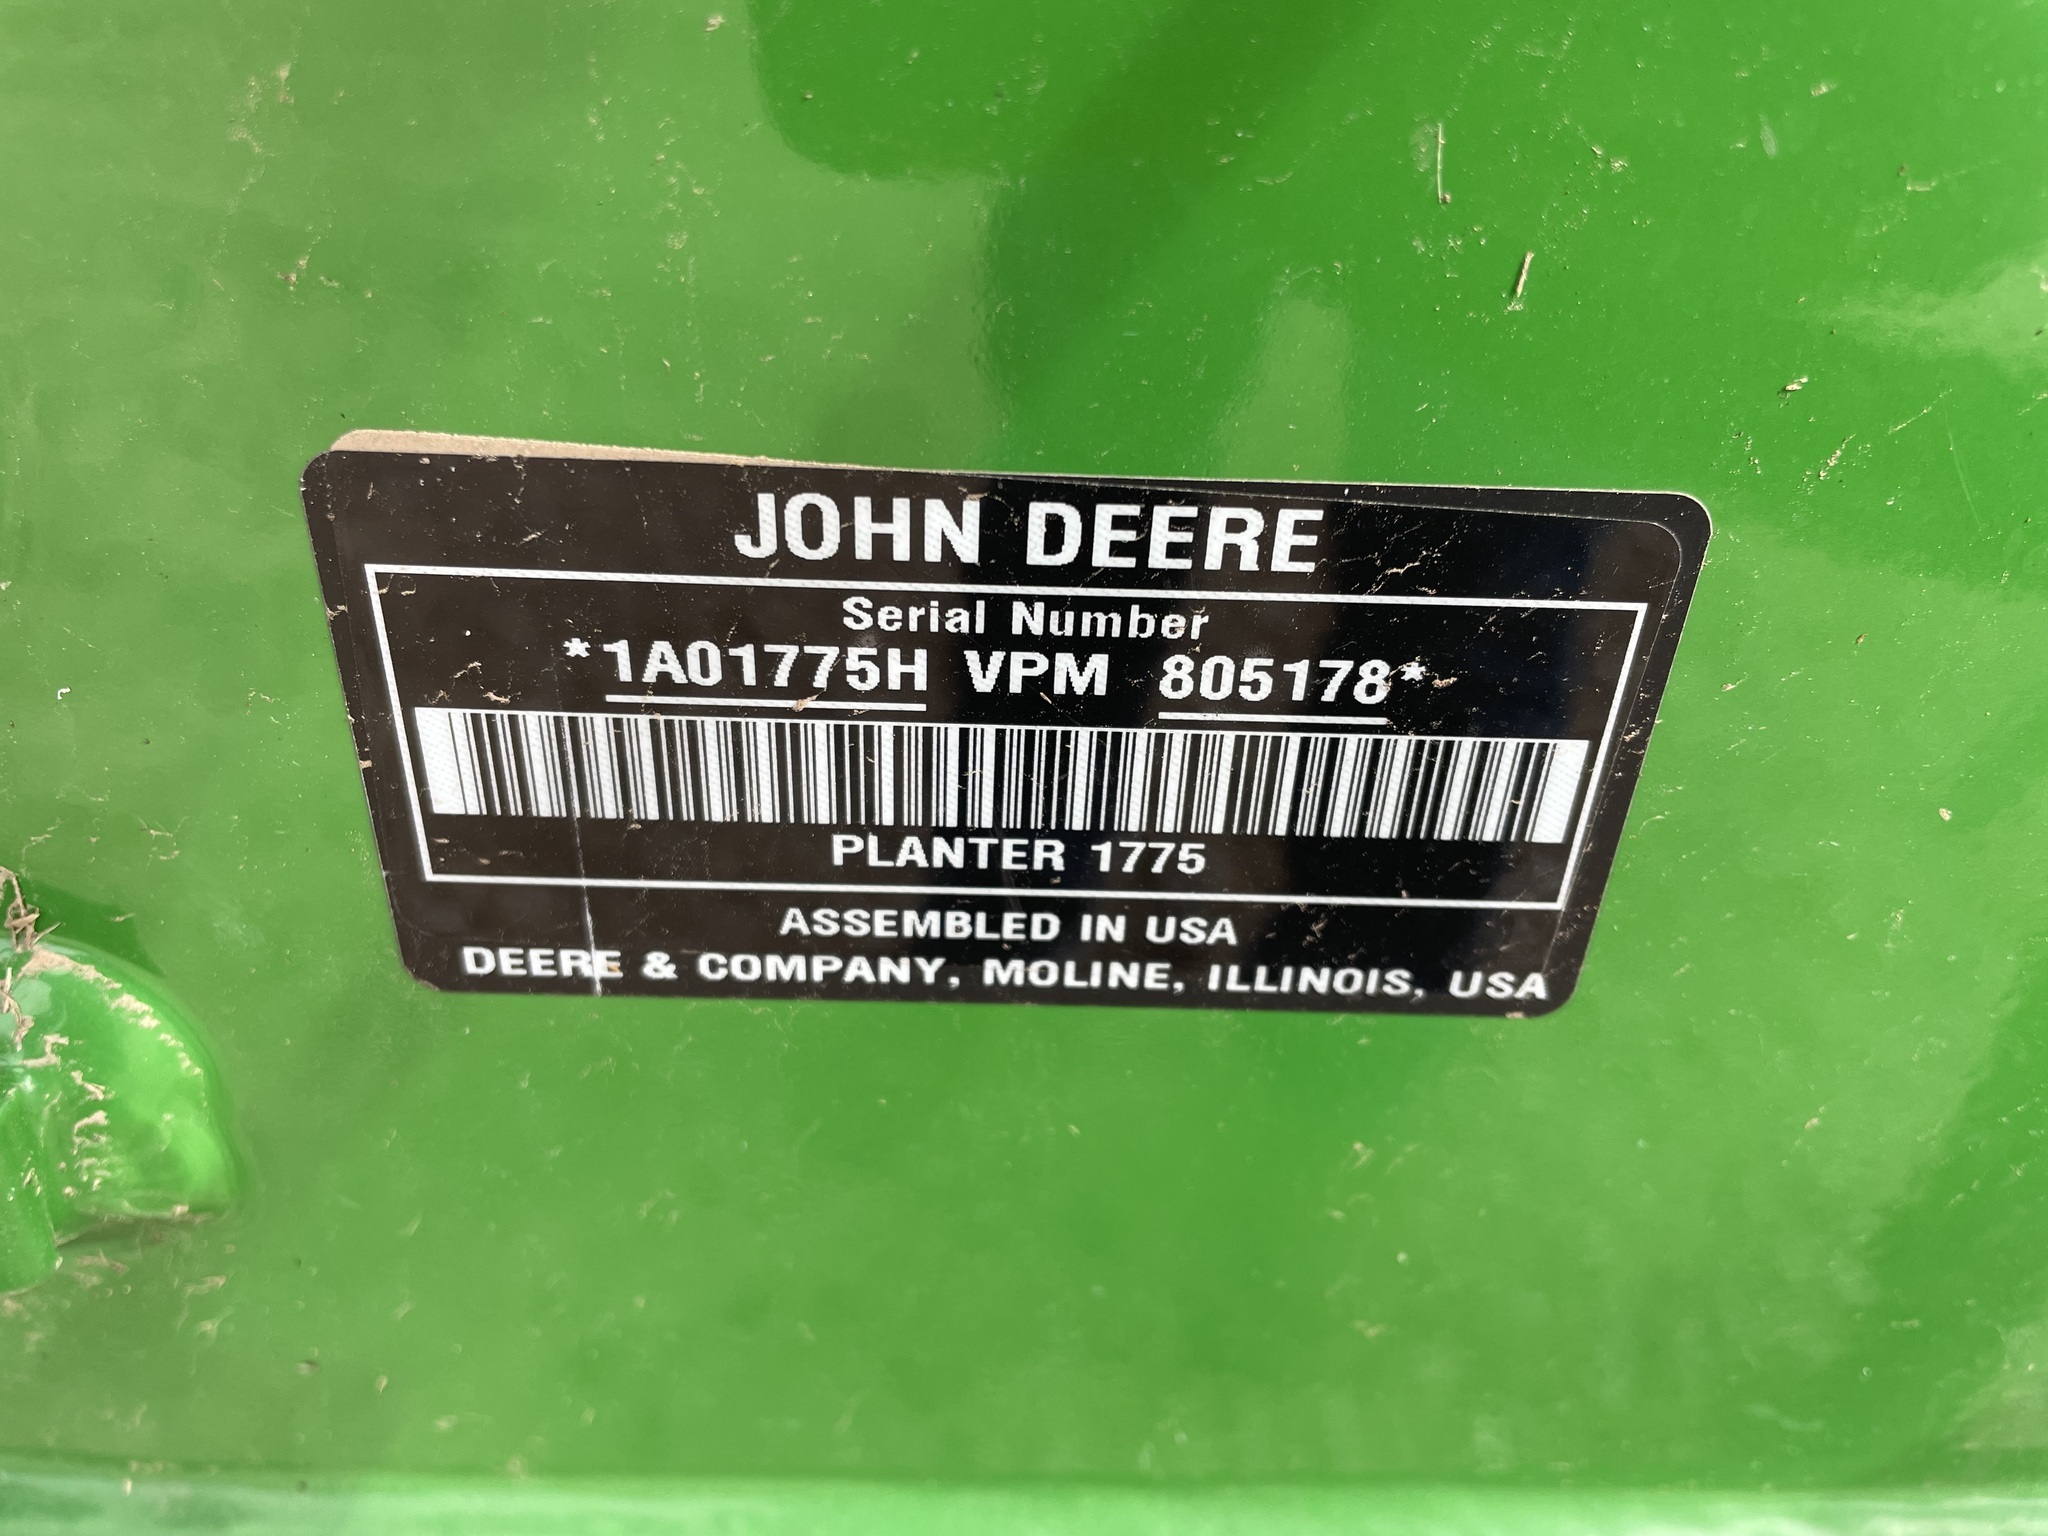 JOHN DEERE
Serial Number
*1A01775H VPM 805178*
PLANTER 1775
ASSEMBLED IN USA
DEERE & COMPANY, MOLINE, ILLINOIS, USA